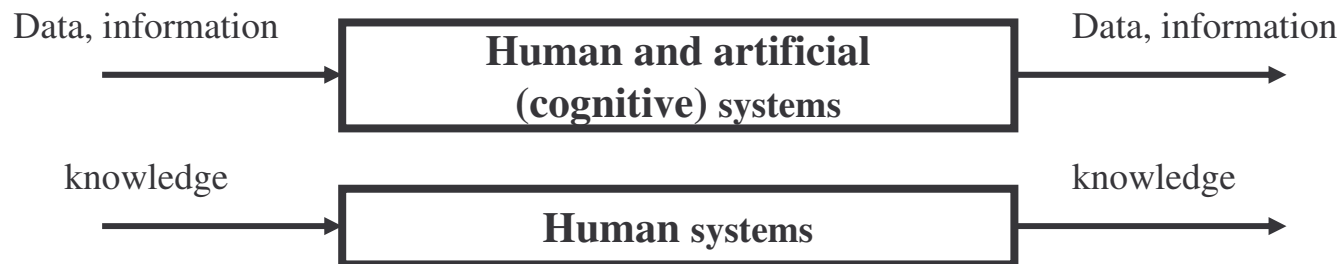 Data, information
Human and artificial
(cognitive) systems
Data, information
knowledge
Human systems
knowledge